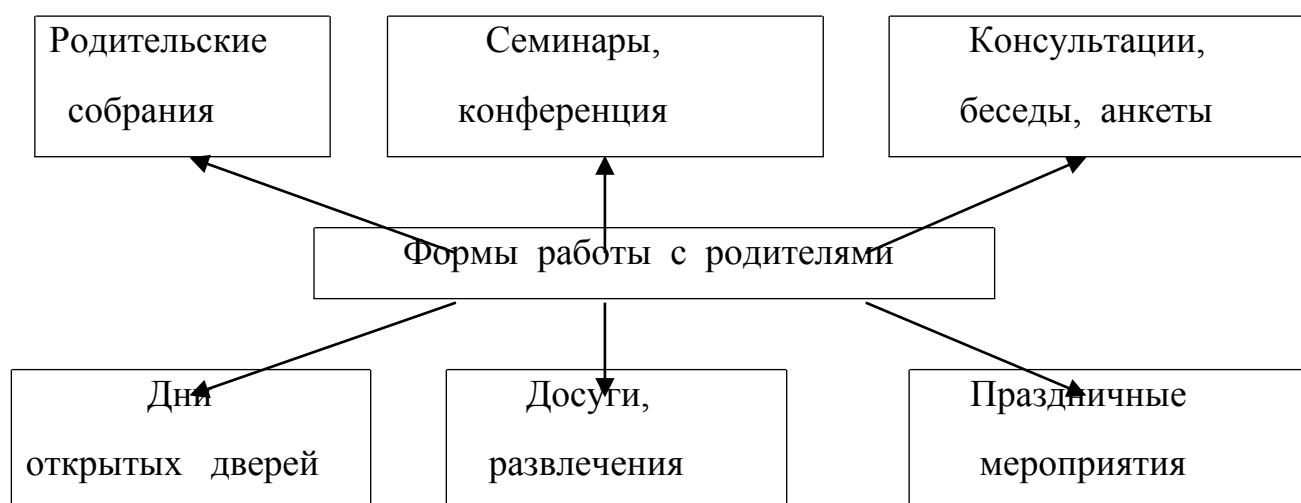 Родительские
собрания
Семинары,
конференция
Консультации,
беседы, анкеты
Формы работы с родителями
Дни
открытых дверей
Досуги,
развлечения
Праздничные
мероприятия